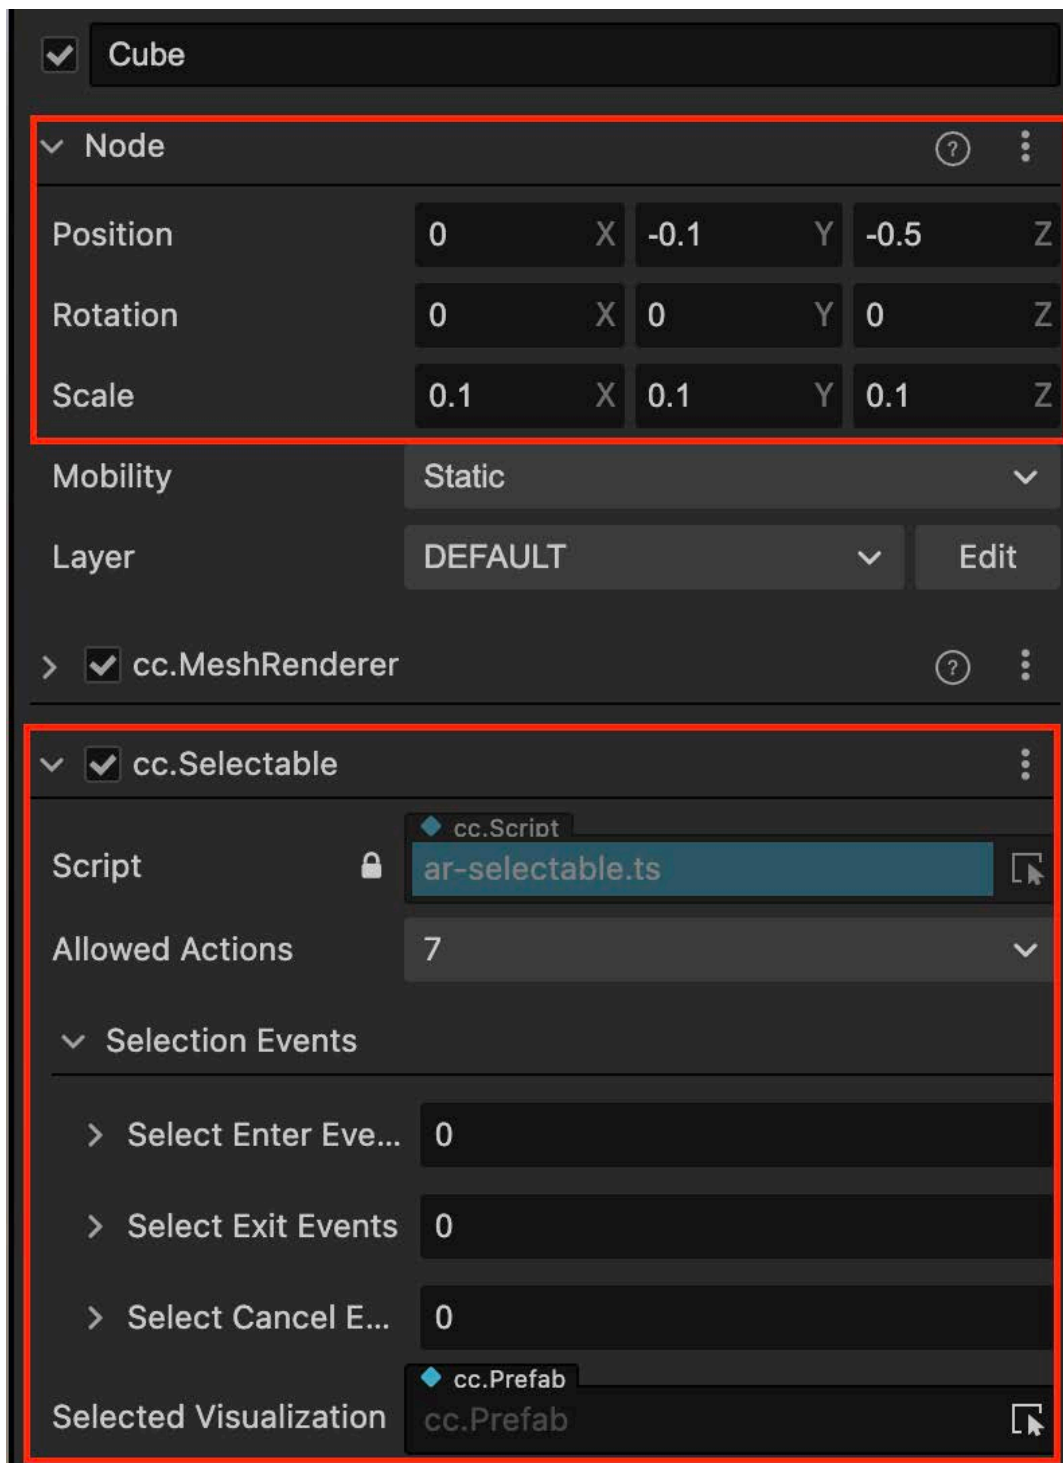 Cube
Node
Position 0 X -0.1 Y -0.5 Z
Rotation 0 X 0 Y 0 Z
Scale 0.1 X 0.1 Y 0.1 Z
Mobility Static
Layer DEFAULT Edit
cc.MeshRenderer
cc.Selectable
cc.Script
Script ar-selectable.ts
Allowed Actions 7
Selection Events
Select Enter Eve... 0
Select Exit Events 0
Select Cancel E... 0
cc.Prefab
Selected Visualization cc.Prefab